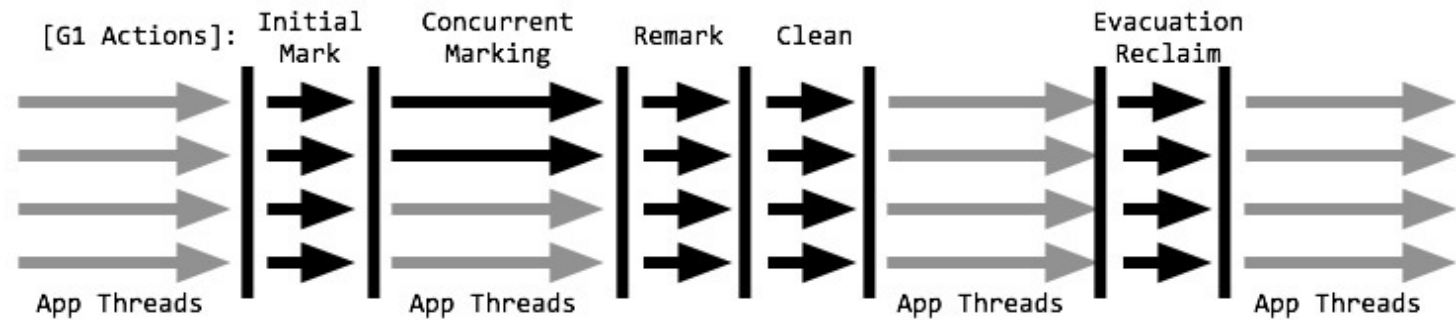 [G1 Actions]:
Initial
Mark
Concurrent
Marking
Remark
Clean
Evacuation
Reclaim
App Threads
App Threads
App Threads
App Threads